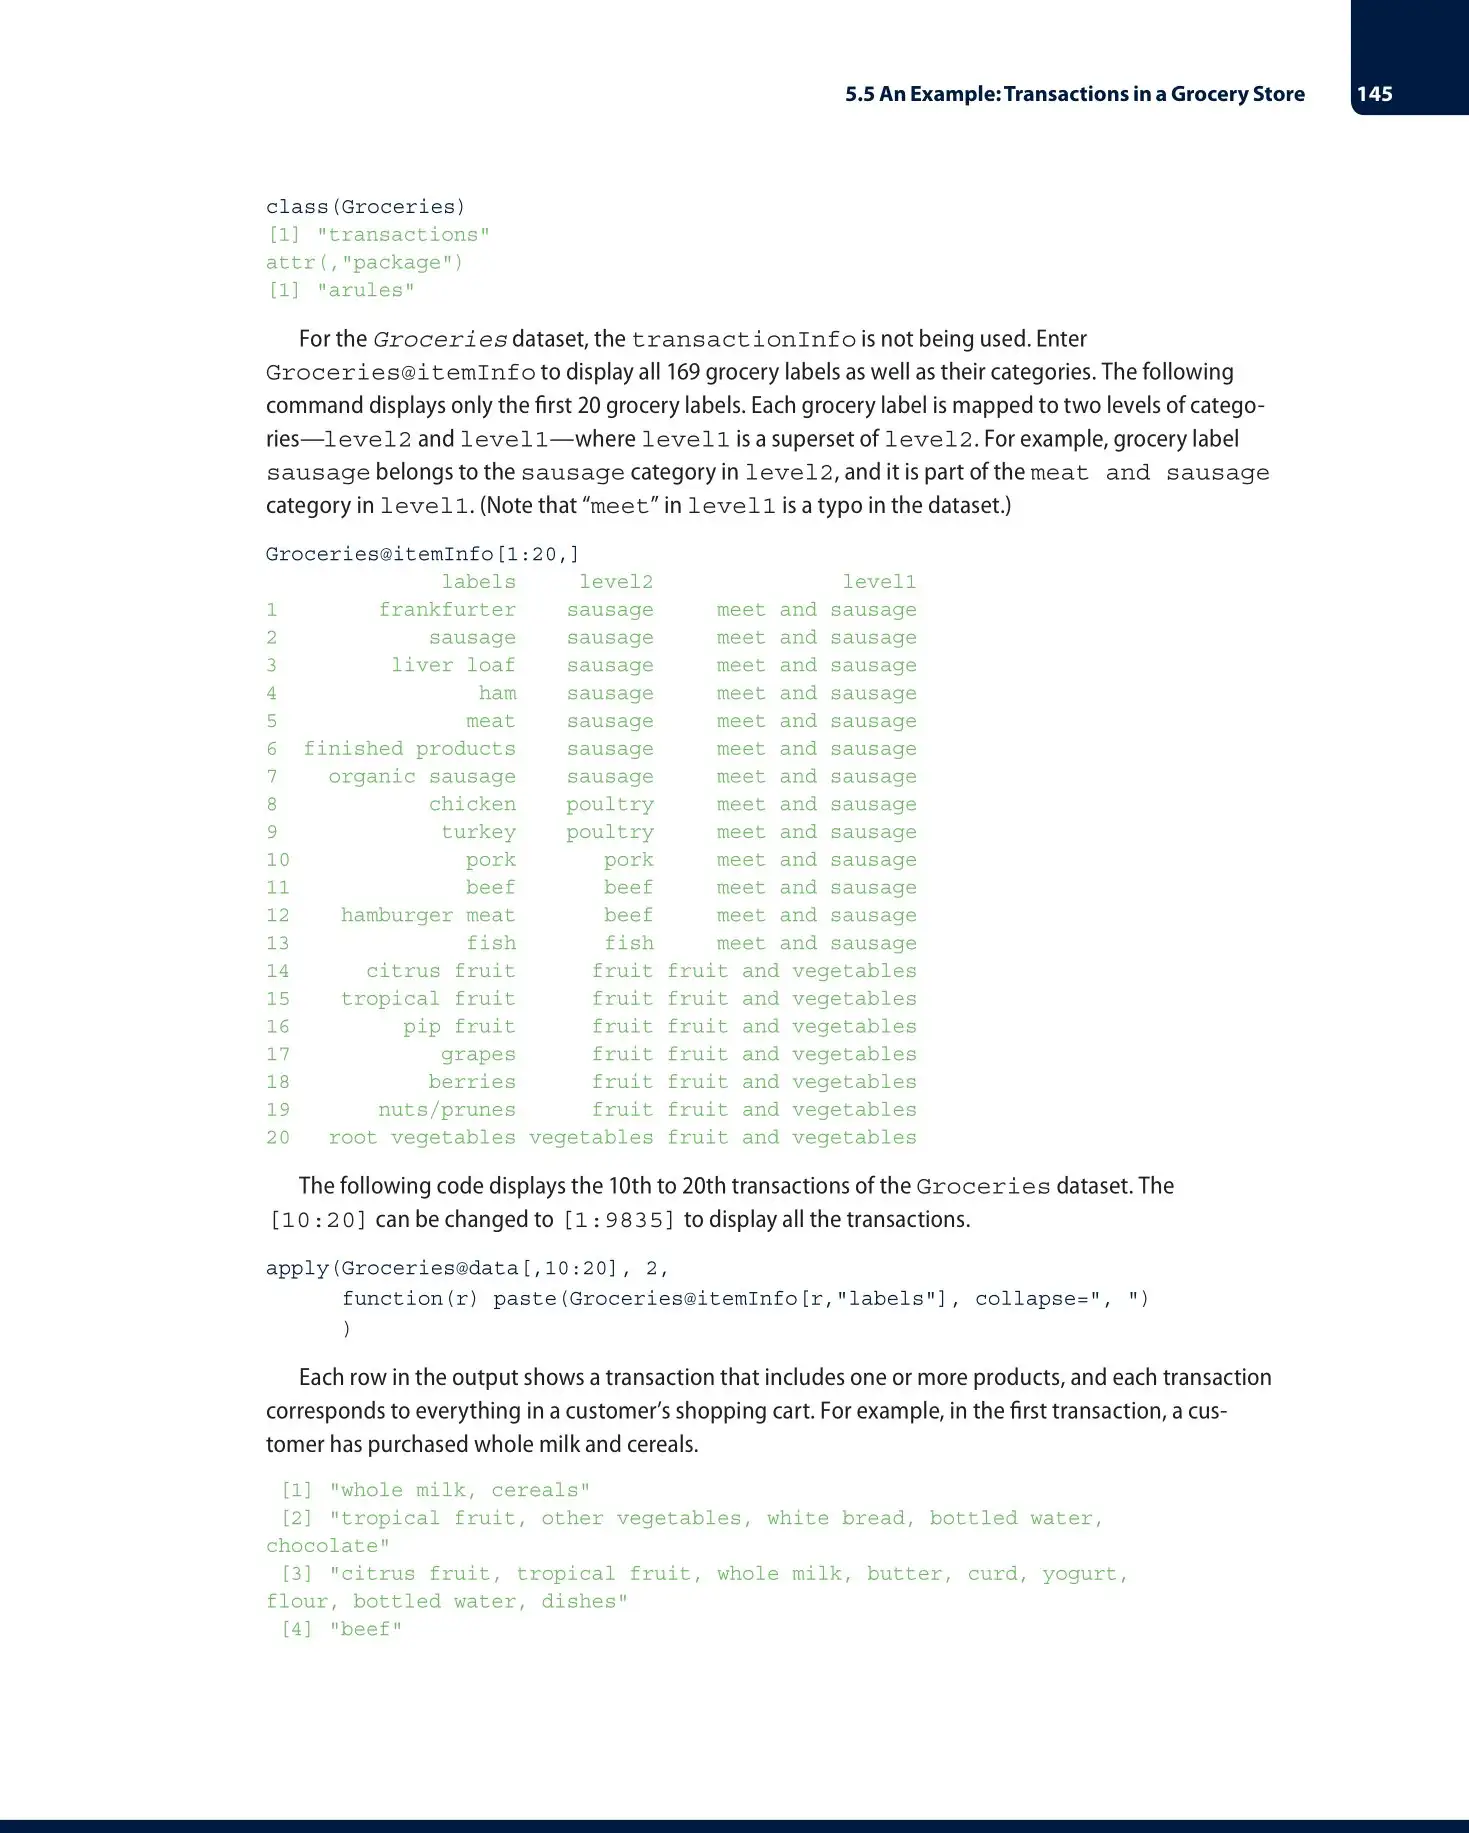 5.5 An Example: Transactions in a Grocery Store 145
class(Groceries)
[1] "transactions"
attr(,"package")
[1] "arules"
For the Groceries dataset, the transactionInfo is not being used. Enter
Groceries@itemInfo to display all 169 grocery labels as well as their categories. The following
command displays only the first 20 grocery labels. Each grocery label is mapped to two levels of catego-
ries—level2 and level1—where level1 is a superset of level2. For example, grocery label
sausage belongs to the sausage category in level2, and it is part of the meat and sausage
category in level1. (Note that “meet” in level1 is a typo in the dataset.)
Groceries@itemInfo[1:20,]
labels level2 level1
1 frankfurter sausage meet and sausage
2 sausage sausage meet and sausage
3 liver loaf sausage meet and sausage
4 ham sausage meet and sausage
5 meat sausage meet and sausage
6 finished products sausage meet and sausage
7 organic sausage sausage meet and sausage
8 chicken poultry meet and sausage
9 turkey poultry meet and sausage
10 pork pork meet and sausage
11 beef beef meet and sausage
12 hamburger meat beef meet and sausage
13 fish fish meet and sausage
14 citrus fruit fruit fruit and vegetables
15 tropical fruit fruit fruit and vegetables
16 pip fruit fruit fruit and vegetables
17 grapes fruit fruit and vegetables
18 berries fruit fruit and vegetables
19 nuts/prunes fruit fruit and vegetables
20 root vegetables vegetables fruit and vegetables
The following code displays the 10th to 20th transactions of the Groceries dataset. The
[10:20] can be changed to [1:9835] to display all the transactions.
apply(Groceries@data[,10:20], 2,
function(r) paste(Groceries@itemInfo[r,"labels"], collapse=", ")
)
Each row in the output shows a transaction that includes one or more products, and each transaction
corresponds to everything in a customer’s shopping cart. For example, in the first transaction, a cus-
tomer has purchased whole milk and cereals.
[1] "whole milk, cereals"
[2] "tropical fruit, other vegetables, white bread, bottled water,
chocolate"
[3] "citrus fruit, tropical fruit, whole milk, butter, curd, yogurt,
flour, bottled water, dishes"
[4] "beef"